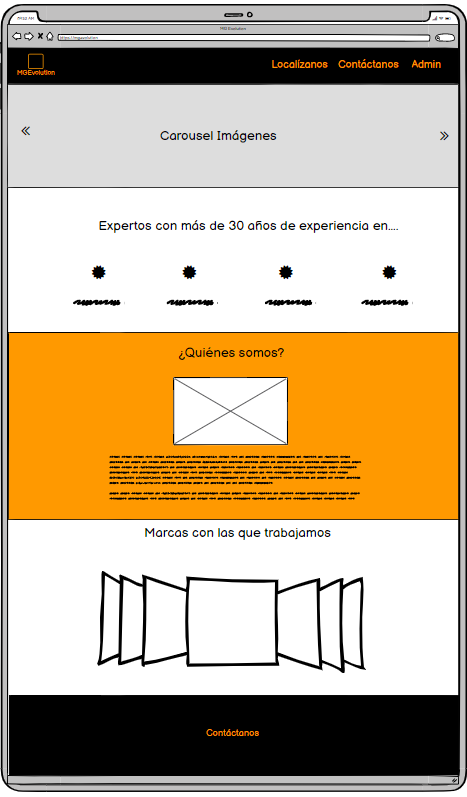 MGEvolution
https://mgevolution
MGEvolution
Localízanos Contáctanos Admin
Carousel Imágenes
Expertos con más de 30 años de experiencia en....
¿Quiénes somos?
Marcas con las que trabajamos
Contáctanos